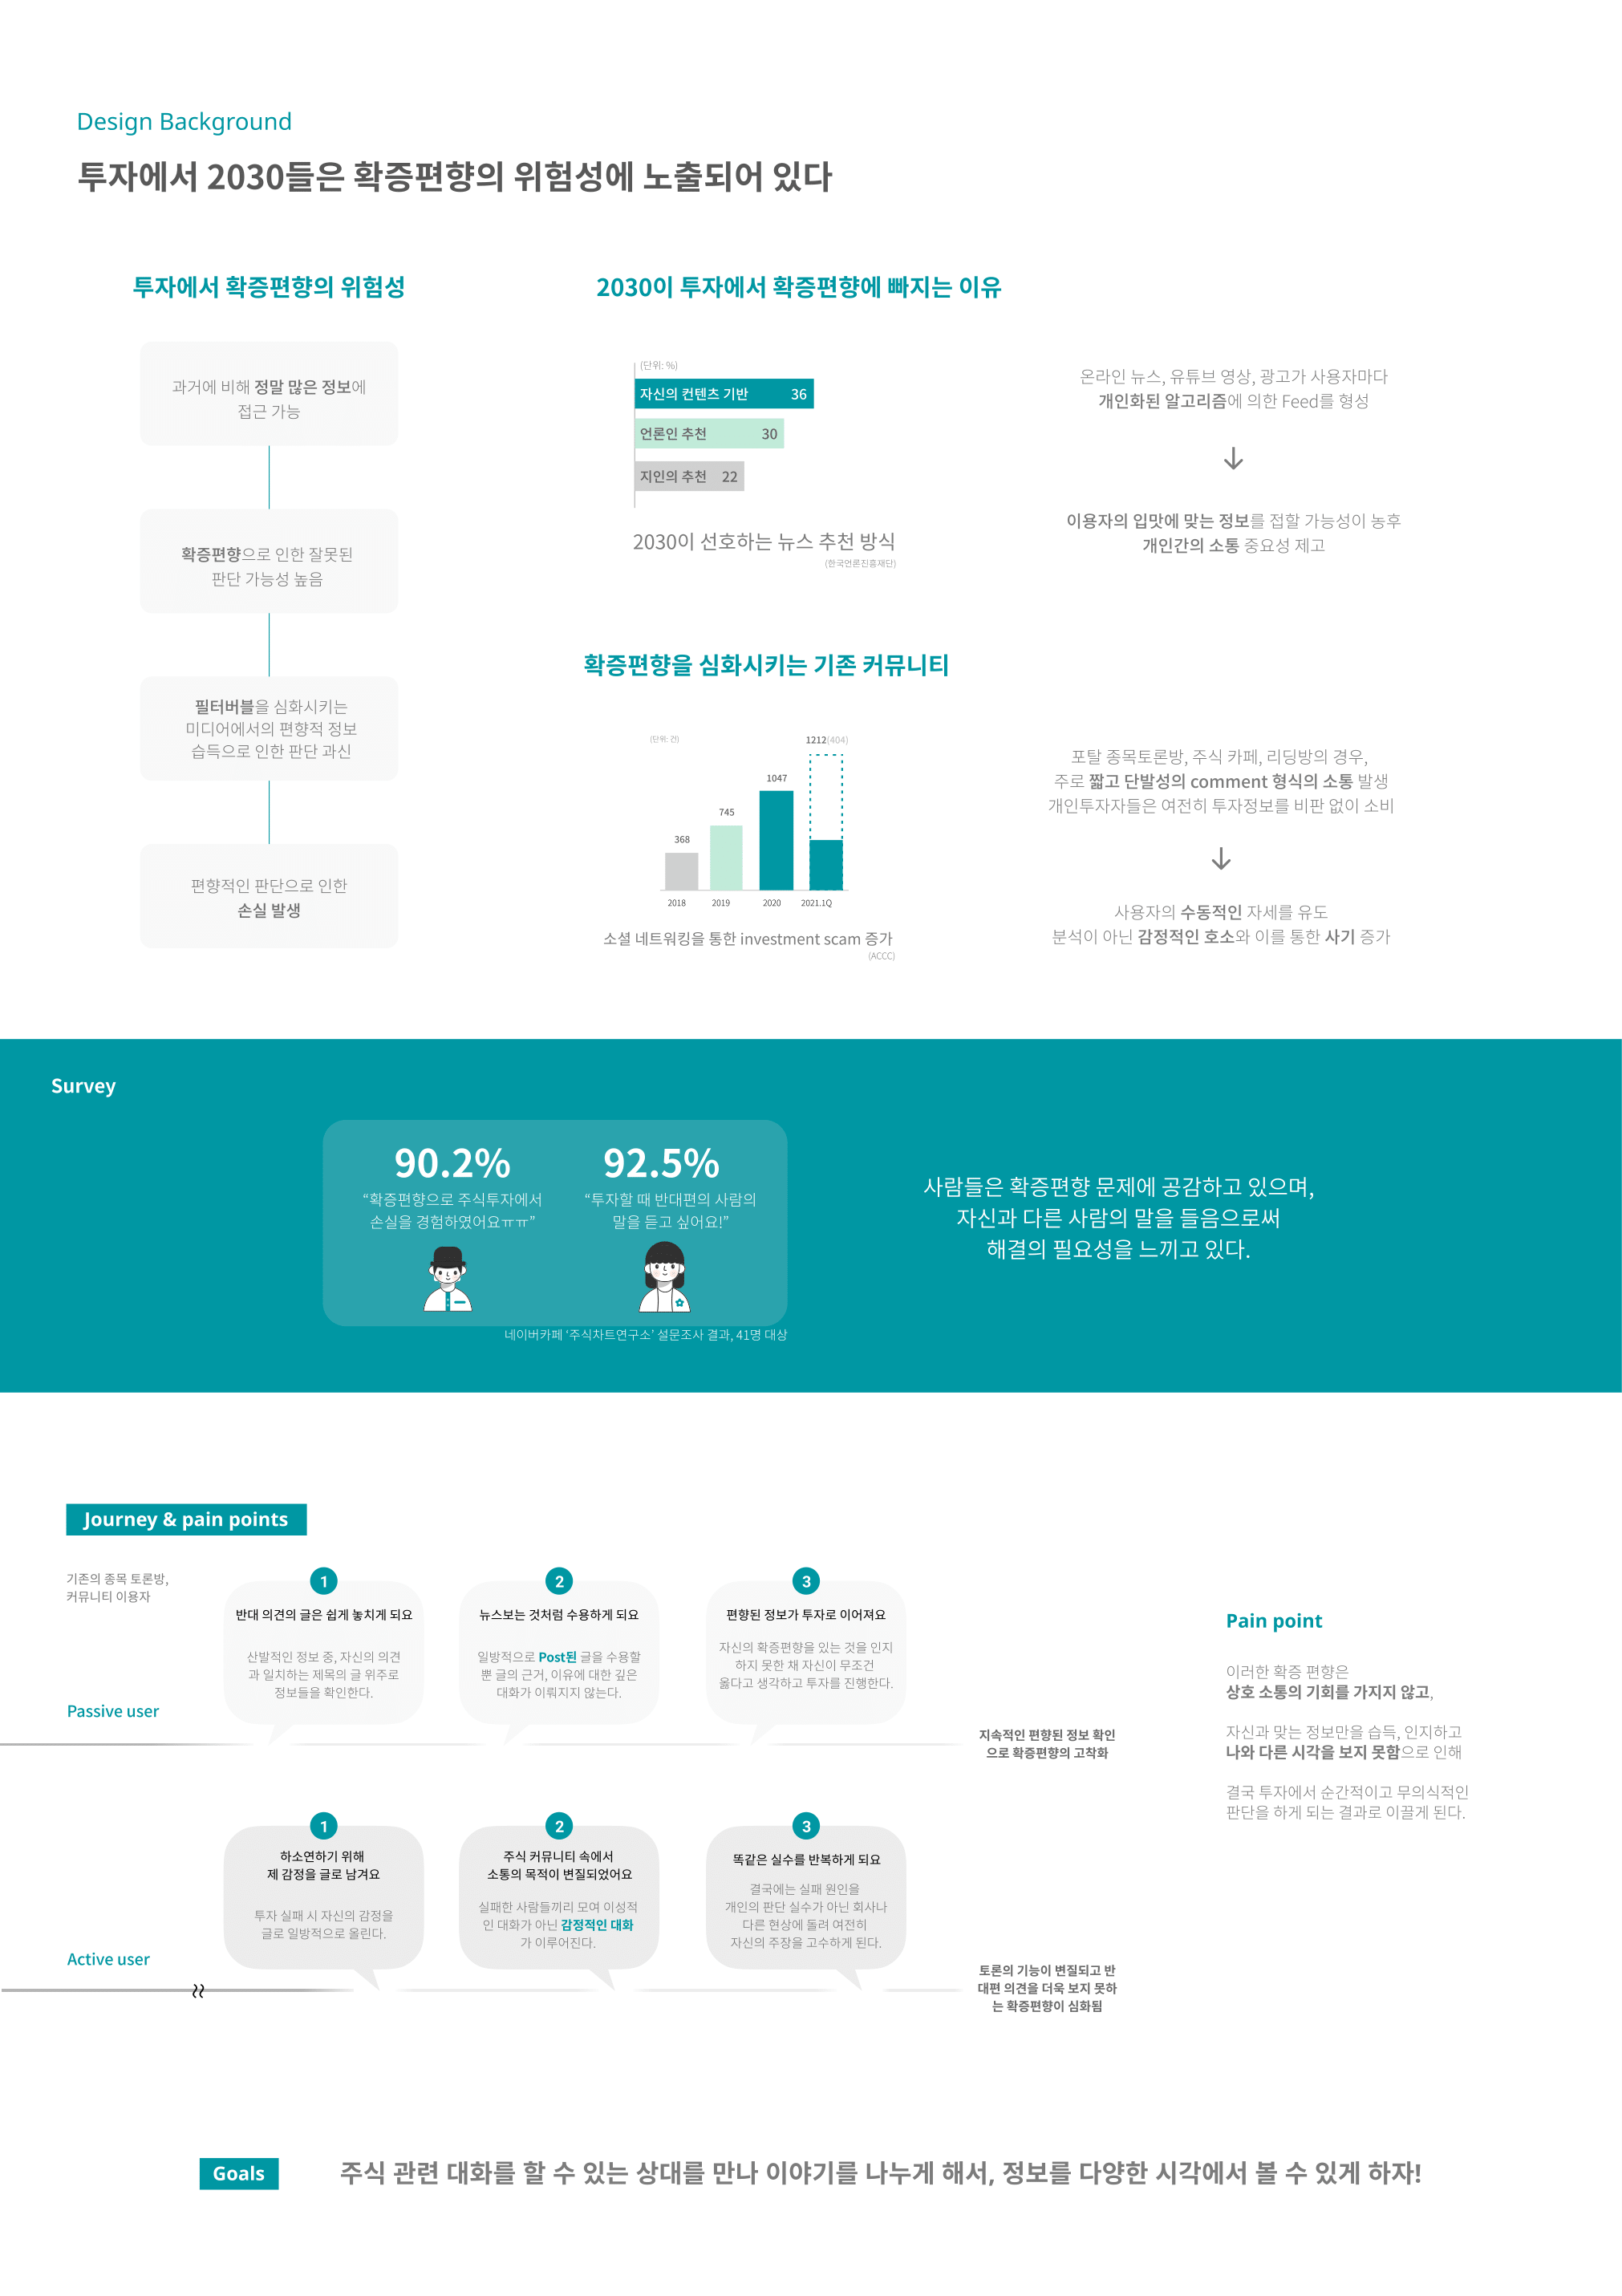 Design Background
투자에서 2030들은 확증편향의 위험성에 노출되어 있다
투자에서 확증편향의 위험성
과거에 비해 정말 많은 정보에
접근 가능
확증편향으로 인한 잘못된
판단 가능성 높음
필터버블을 심화시키는
미디어에서의 편향적 정보
습득으로 인한 판단 과신
편향적인 판단으로 인한
손실 발생
2030이 투자에서 확증편향에 빠지는 이유
(단위: %)
자신의 컨텐츠 기반 36
언론인 추천 30
지인의 추천 22
2030이 선호하는 뉴스 추천 방식
(한국언론진흥재단)
온라인 뉴스, 유튜브 영상, 광고가 사용자마다
개인화된 알고리즘에 의한 Feed를 형성
↓
이용자의 입맛에 맞는 정보를 접할 가능성이 농후
개인간의 소통 중요성 제고
확증편향을 심화시키는 기존 커뮤니티
(단위: 건)
368
745
1047
1212(404)
2018 2019 2020 2021.1Q
소셜 네트워킹을 통한 investment scam 증가
(ACCC)
포탈 종목토론방, 주식 카페, 리딩방의 경우,
주로 짧고 단발성의 comment 형식의 소통 발생
개인투자자들은 여전히 투자정보를 비판 없이 소비
↓
사용자의 수동적인 자세를 유도
분석이 아닌 감정적인 호소와 이를 통한 사기 증가
Survey
90.2%
“확증편향으로 주식투자에서
손실을 경험하였어요ㅠㅠ”
92.5%
“투자할 때 반대편의 사람의
말을 듣고 싶어요!”
네이버카페 ‘주식차트연구소’ 설문조사 결과, 41명 대상
사람들은 확증편향 문제에 공감하고 있으며,
자신과 다른 사람의 말을 들음으로써
해결의 필요성을 느끼고 있다.
Journey & pain points
기존의 종목 토론방,
커뮤니티 이용자
Passive user
1
반대 의견의 글은 쉽게 놓치게 되요
산발적인 정보 중, 자신의 의견
과 일치하는 제목의 글 위주로
정보들을 확인한다.
2
뉴스보는 것처럼 수용하게 되요
일방적으로 Post된 글을 수용할
뿐 글의 근거, 이유에 대한 깊은
대화가 이뤄지지 않는다.
3
편향된 정보가 투자로 이어져요
자신의 확증편향을 있는 것을 인지
하지 못한 채 자신이 무조건
옳다고 생각하고 투자를 진행한다.
지속적인 편향된 정보 확인
으로 확증편향의 고착화
Active user
1
하소연하기 위해
제 감정을 글로 남겨요
투자 실패 시 자신의 감정을
글로 일방적으로 올린다.
2
주식 커뮤니티 속에서
소통의 목적이 변질되었어요
실패한 사람들끼리 모여 이성적
인 대화가 아닌 감정적인 대화
가 이루어진다.
3
똑같은 실수를 반복하게 되요
결국에는 실패 원인을
개인의 판단 실수가 아닌 회사나
다른 현상에 돌려 여전히
자신의 주장을 고수하게 된다.
토론의 기능이 변질되고 반
대편 의견을 더욱 보지 못하
는 확증편향이 심화됨
Pain point
이러한 확증 편향은
상호 소통의 기회를 가지지 않고,
자신과 맞는 정보만을 습득, 인지하고
나와 다른 시각을 보지 못함으로 인해
결국 투자에서 순간적이고 무의식적인
판단을 하게 되는 결과로 이끌게 된다.
Goals
주식 관련 대화를 할 수 있는 상대를 만나 이야기를 나누게 해서, 정보를 다양한 시각에서 볼 수 있게 하자!